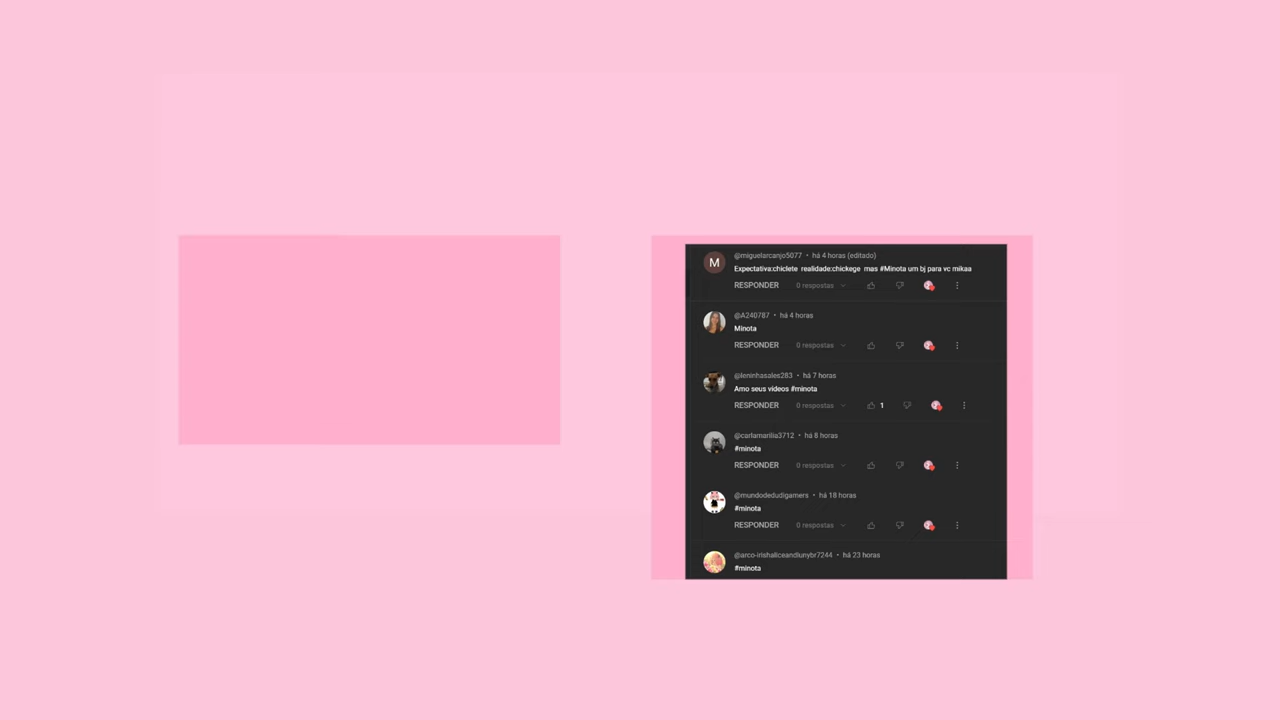 M
@miguelarcanjo5077 • há 4 horas (editado)
Expectativa:chiclete realidade:chickege mas #Minota um bj para vc mikaa
RESPONDER 0 respostas
@A240787 • há 4 horas
Minota
RESPONDER 0 respostas
@leninhasales283 • há 7 horas
Amo seus vídeos #minota
RESPONDER 0 respostas 1
@carlamarilia3712 • há 8 horas
#minota
RESPONDER 0 respostas
@mundodedudigamers • há 18 horas
#minota
RESPONDER 0 respostas
@arco-irishaliceandlunybr7244 • há 23 horas
#minota